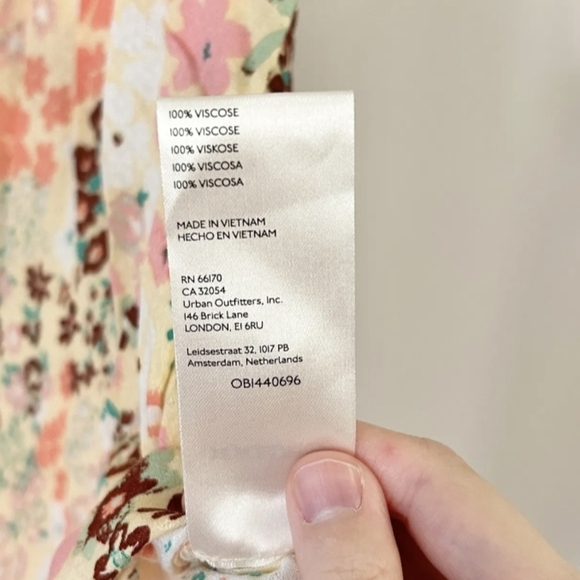 100% VISCOSE
100% VISCOSE
100% VISKOSE
100% VISCOSA
100% VISCOSA
MADE IN VIETNAM
HECHO EN VIETNAM
RN 66170
CA 32054
Urban Outfitters, Inc.
146 Brick Lane
LONDON, E1 6RU
Leidsestraat 32, 1017 PB
Amsterdam, Netherlands
OB1440696